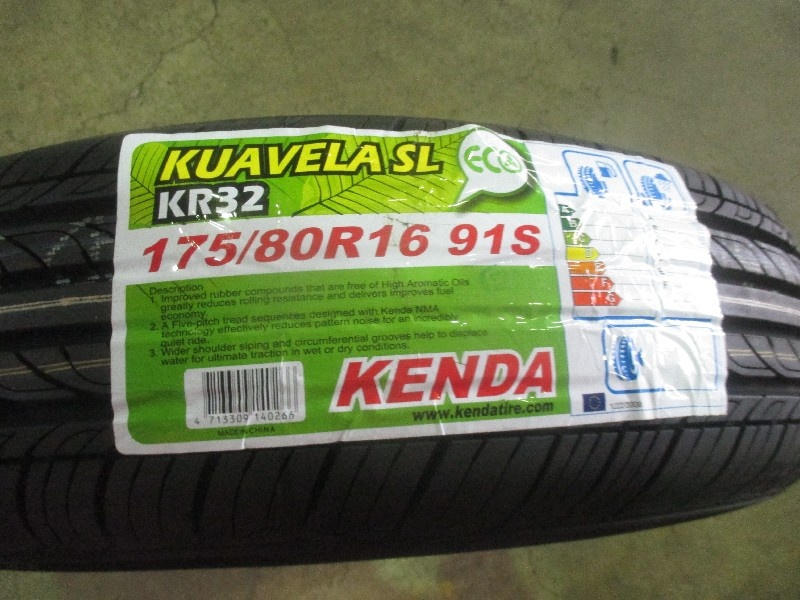 KUAVELA SL
ECO
KR32
175/80R16 91S
Description
1. Improved rubber compounds that are free of High Aromatic Oils
greatly reduces rolling resistance and delivers improves fuel
economy.
2. A Five-pitch tread sequences designed with Kenda NMA
technology effectively reduces pattern noise for an incredibly
quiet ride.
3. Wider shoulder siping and circumferential grooves help to displace
water for ultimate traction in wet or dry conditions.
KENDA
www.kendatire.com
4 713309 140266
MADE IN CHINA